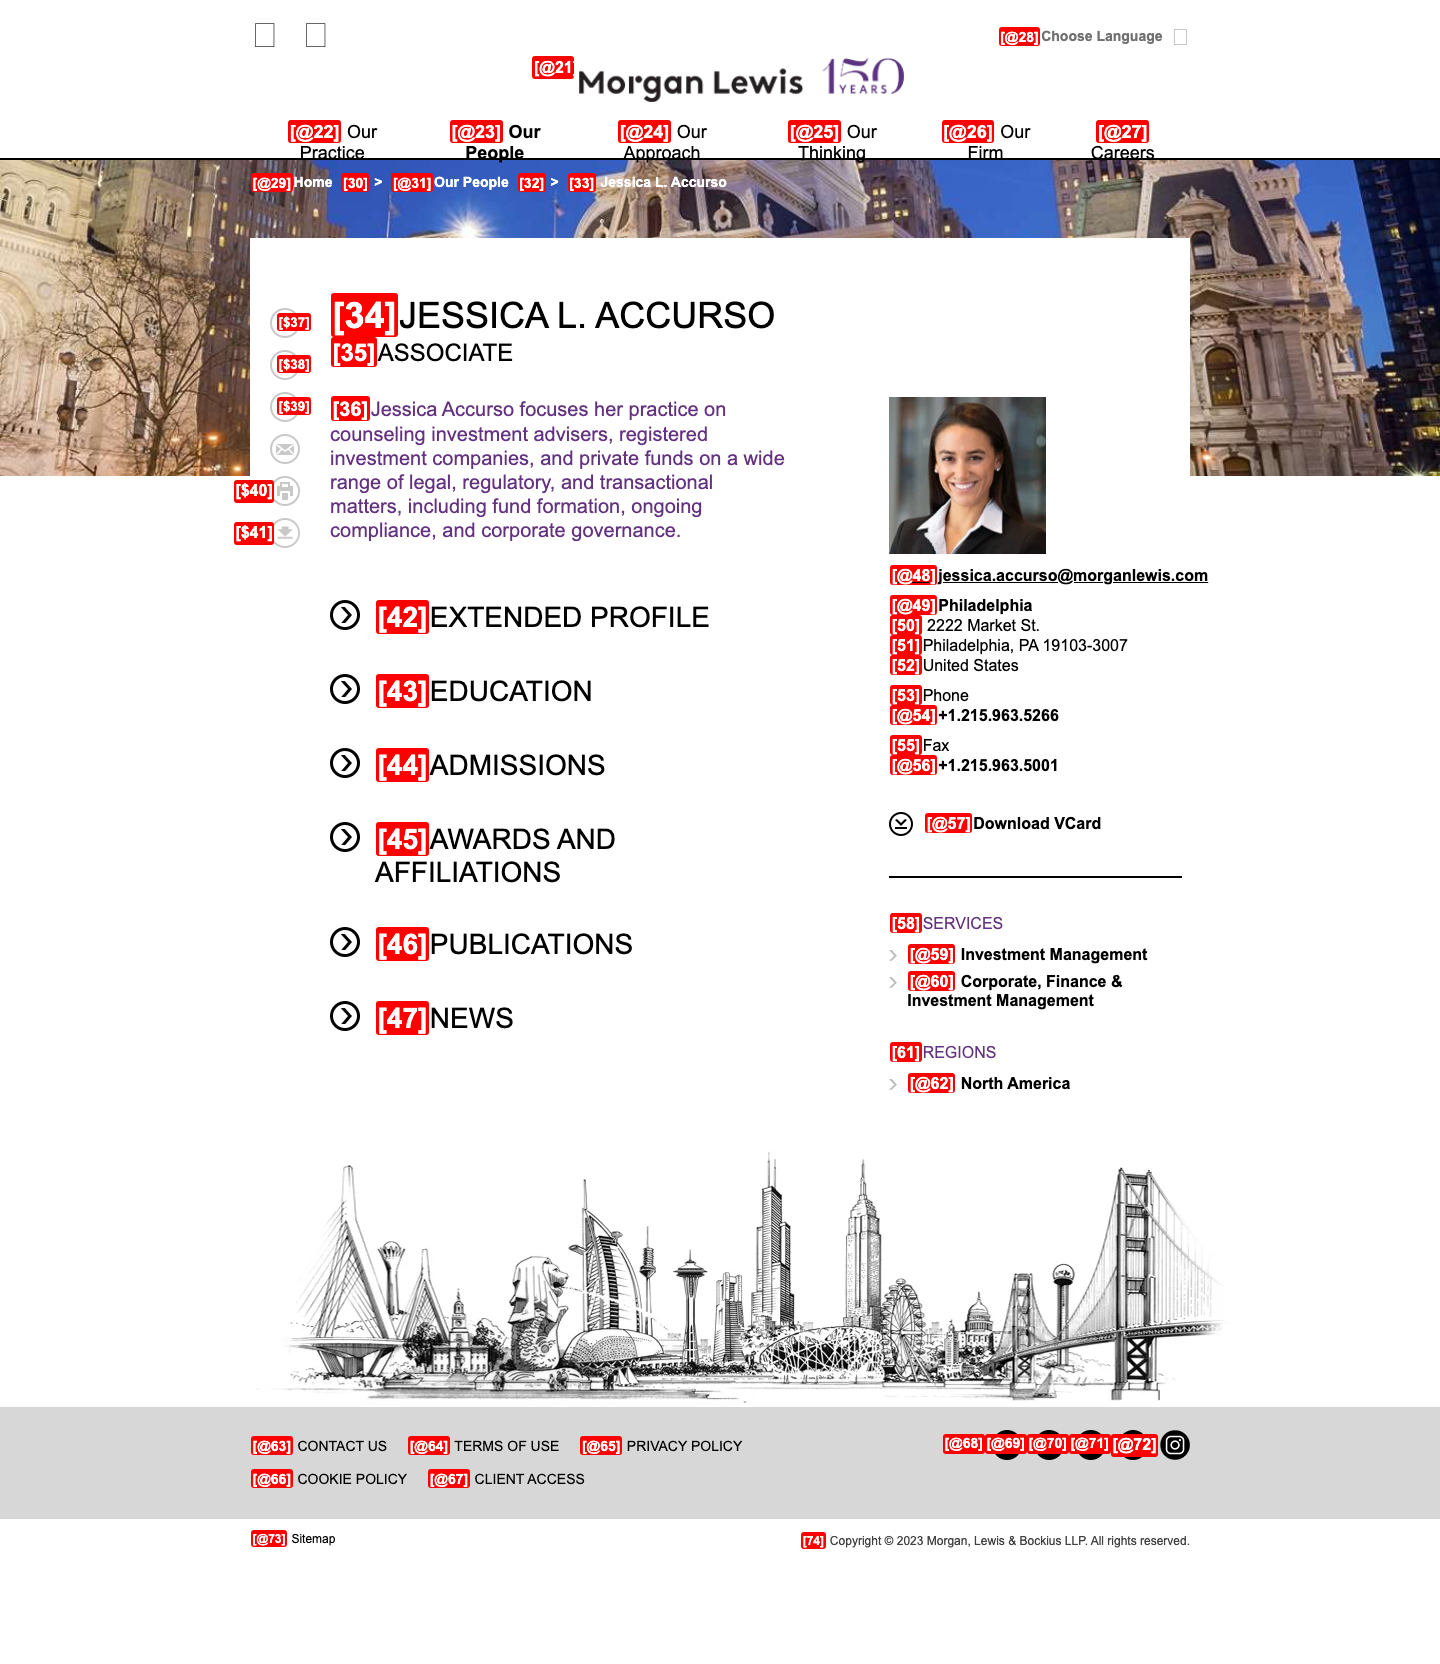 [@28] Choose Language
[@21 Morgan Lewis 150 YEARS
[@22] Our Practice
[@23] Our People
[@24] Our Approach
[@25] Our Thinking
[@26] Our Firm
[@27] Careers
[@29] Home [30] > [@31] Our People [32] > [33] Jessica L. Accurso
[34] JESSICA L. ACCURSO
[35] ASSOCIATE
[$37]
[$38]
[$39]
[$40]
[$41]
[36] Jessica Accurso focuses her practice on
counseling investment advisers, registered
investment companies, and private funds on a wide
range of legal, regulatory, and transactional
matters, including fund formation, ongoing
compliance, and corporate governance.
[42] EXTENDED PROFILE
[43] EDUCATION
[44] ADMISSIONS
[45] AWARDS AND
AFFILIATIONS
[46] PUBLICATIONS
[47] NEWS
[@48] jessica.accurso@morganlewis.com
[@49] Philadelphia
[50] 2222 Market St.
[51] Philadelphia, PA 19103-3007
[52] United States
[53] Phone
[@54] +1.215.963.5266
[55] Fax
[@56] +1.215.963.5001
[@57] Download VCard
[58] SERVICES
[@59] Investment Management
[@60] Corporate, Finance &
Investment Management
[61] REGIONS
[@62] North America
[@63] CONTACT US [@64] TERMS OF USE [@65] PRIVACY POLICY
[@66] COOKIE POLICY [@67] CLIENT ACCESS
[@68] [@69] [@70] [@71] [@72]
[@73] Sitemap
[74] Copyright © 2023 Morgan, Lewis & Bockius LLP. All rights reserved.